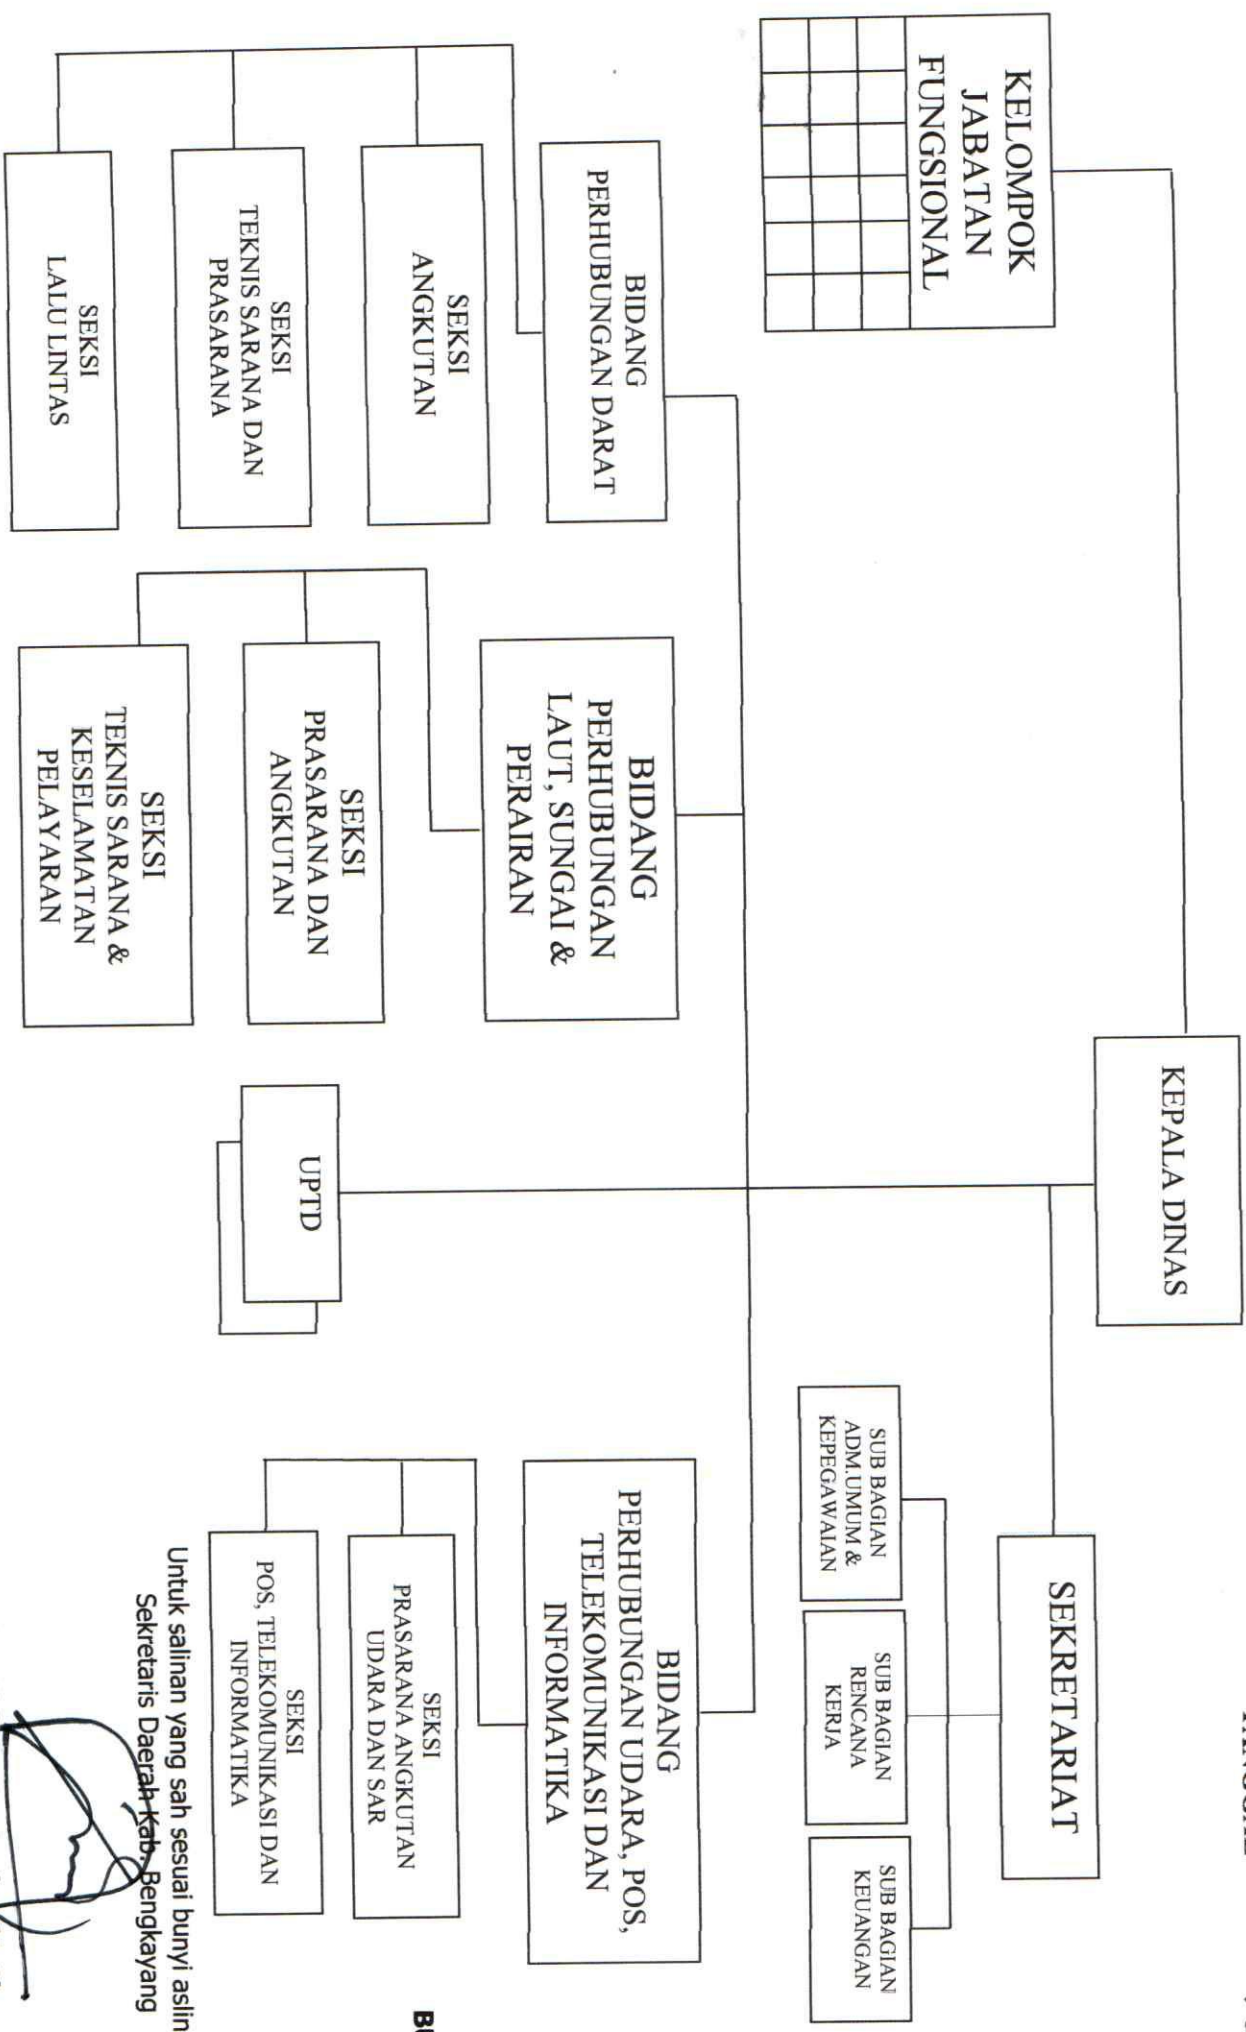 KEPALA DINAS
KELOMPOK
JABATAN
FUNGSIONAL
SEKRETARIAT
SUB BAGIAN
ADM.UMUM &
KEPEGAWAIAN
SUB BAGIAN
RENCANA
KERJA
SUB BAGIAN
KEUANGAN
BIDANG
PERHUBUNGAN DARAT
SEKSI
ANGKUTAN
SEKSI
TEKNIS SARANA DAN
PRASARANA
SEKSI
LALU LINTAS
BIDANG
PERHUBUNGAN
LAUT, SUNGAI &
PERAIRAN
SEKSI
PRASARANA DAN
ANGKUTAN
SEKSI
TEKNIS SARANA &
KESELAMATAN
PELAYARAN
UPTD
BIDANG
PERHUBUNGAN UDARA, POS,
TELEKOMUNIKASI DAN
INFORMATIKA
SEKSI
PRASARANA ANGKUTAN
UDARA DAN SAR
SEKSI
POS, TELEKOMUNIKASI DAN
INFORMATIKA
Untuk salinan yang sah sesuai bunyi aslin
Sekretaris Daerah Kab. Bengkayang